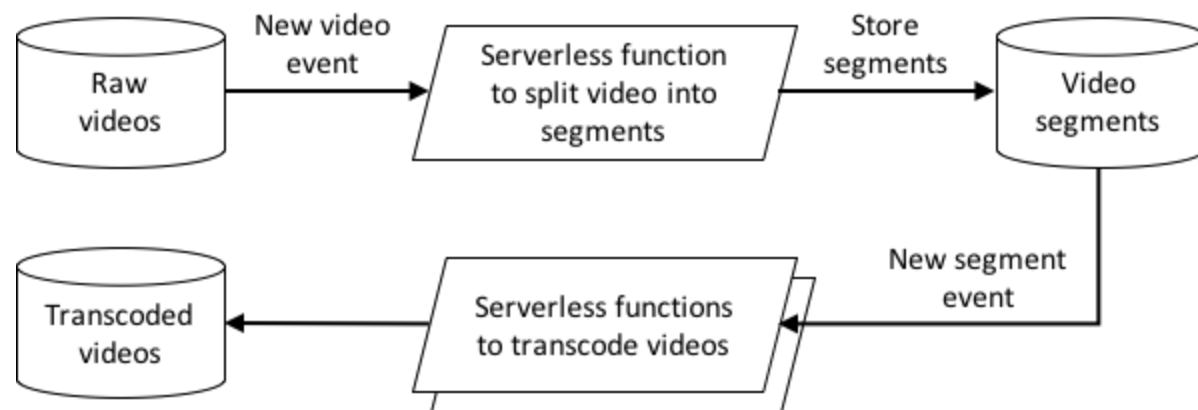 Raw
videos
New video
event
Serverless function
to split video into
segments
Store
segments
Video
segments
New segment
event
Serverless functions
to transcode videos
Transcoded
videos